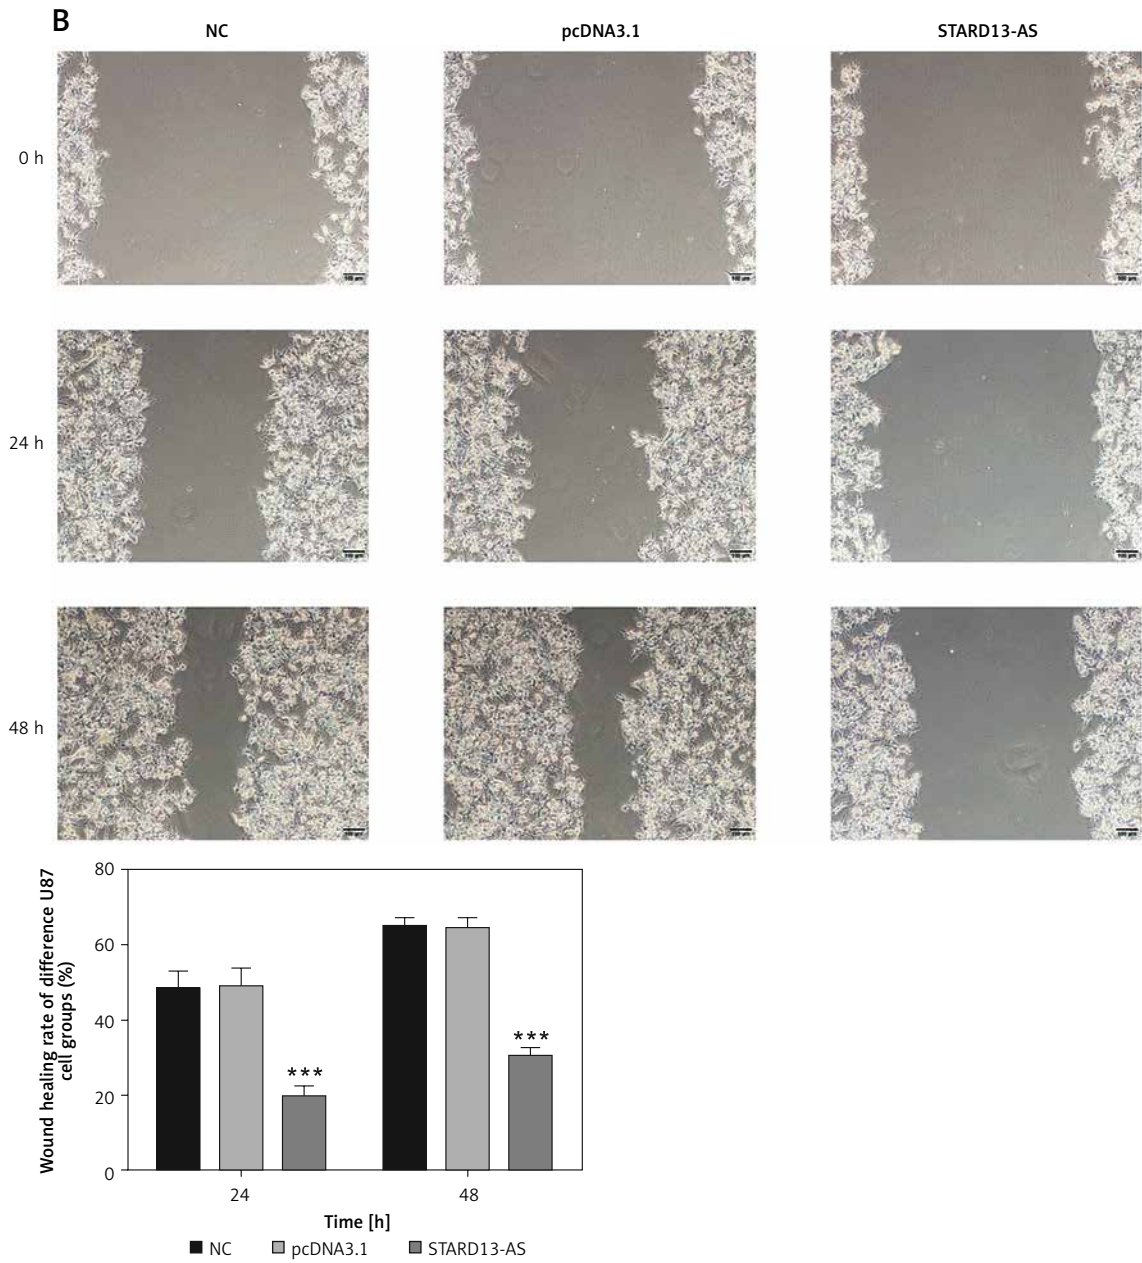 B
NC
pcDNA3.1
STARD13-AS
0 h
24 h
48 h
Wound healing rate of difference U87
cell groups (%)
80
60
40
20
0
24
48
***
***
Time [h]
NC
pcDNA3.1
STARD13-AS